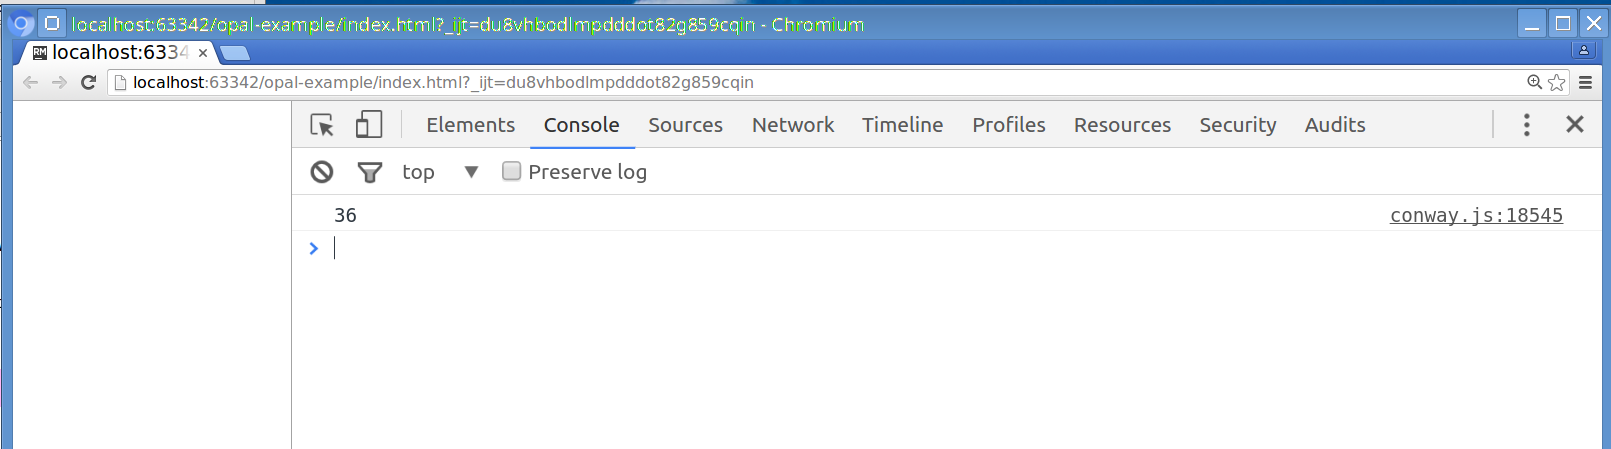 localhost:63342/opal-example/index.html?_ijt=du8vhbodlmpdddot82g859cqin - Chromium
RM localhost:6334
localhost:63342/opal-example/index.html?_ijt=du8vhbodlmpdddot82g859cqin
Elements Console Sources Network Timeline Profiles Resources Security Audits
top Preserve log
36 conway.js:18545